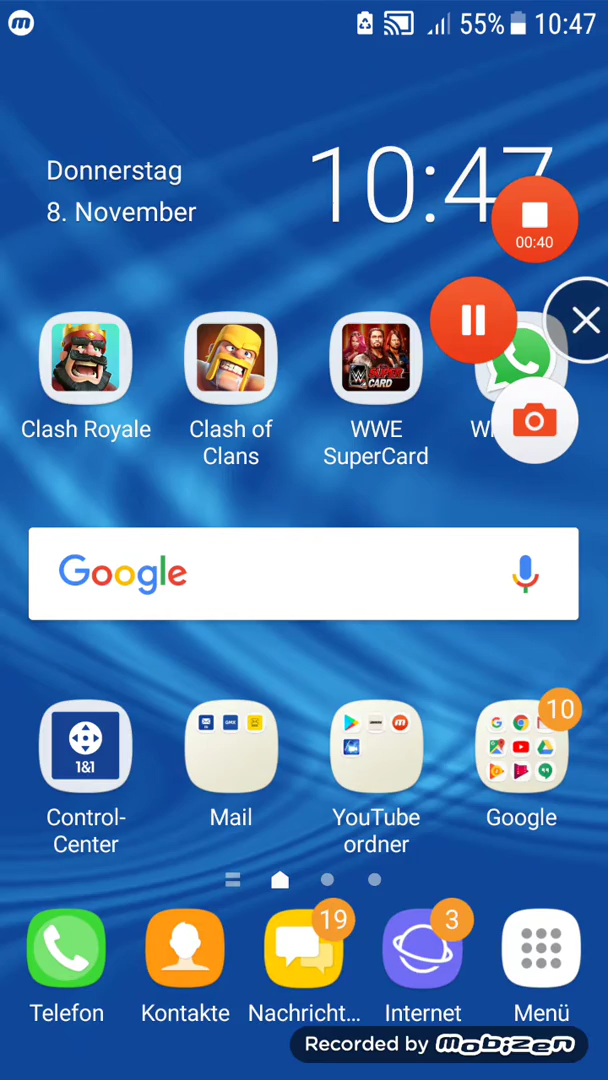 m
55% 10:47
Donnerstag
8. November
10:47
00:40
Clash Royale
Clash of
Clans
WWE
SuperCard
Google
10
1&1
Control-
Center
Mail
YouTube
ordner
Google
19
3
Telefon
Kontakte
Nachricht...
Internet
Menü
Recorded by mobizen